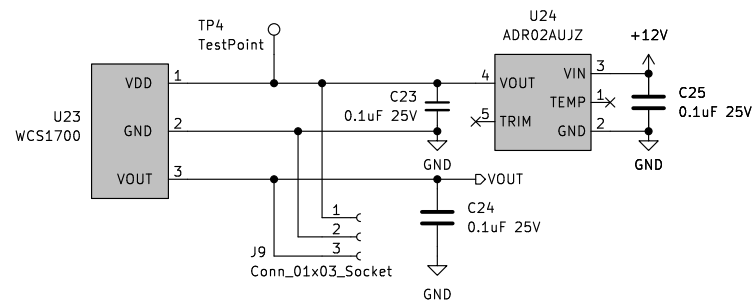 TP4
TestPoint
U24
ADR02AUJZ
+12V
U23
WCS1700
VDD
1
GND
2
VOUT
3
C23
0.1uF 25V
GND
4
VOUT
5
TRIM
VIN
3
TEMP
1
GND
2
C25
0.1uF 25V
GND
VOUT
C24
0.1uF 25V
GND
1
2
3
J9
Conn_01x03_Socket